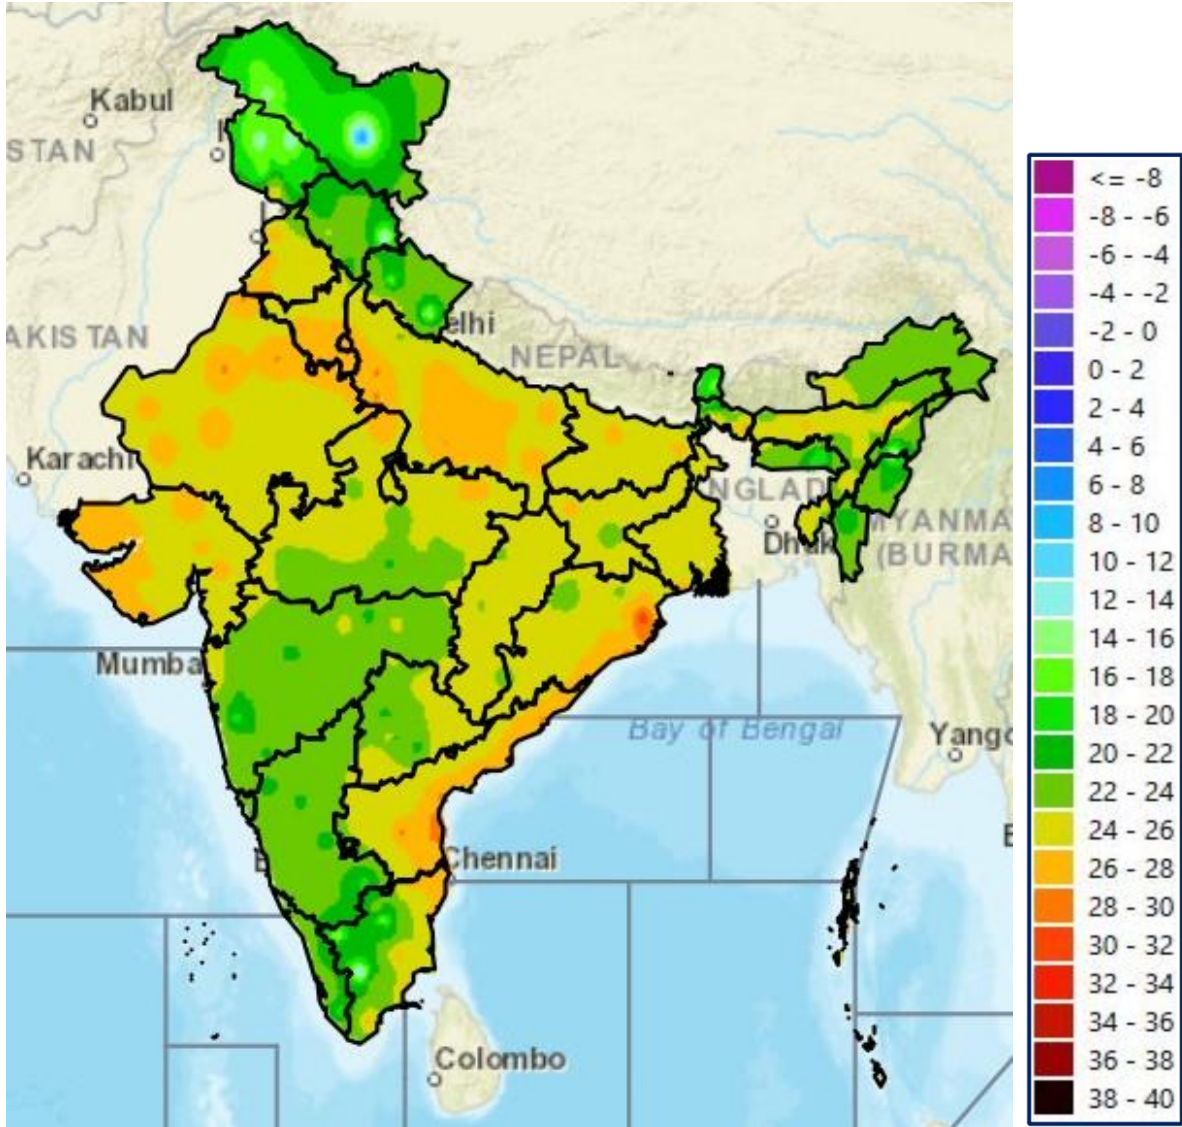 Kabul
STAN
elhi
AKISTAN
NEPAL
Karachi
NGLAD
MYANMA
Dhak
(BURMA
Mumba
Bay of Bengal
Yango
Chennai
Colombo
<= -8
-8 - -6
-6 - -4
-4 - -2
-2 - 0
0 - 2
2 - 4
4 - 6
6 - 8
8 - 10
10 - 12
12 - 14
14 - 16
16 - 18
18 - 20
20 - 22
22 - 24
24 - 26
26 - 28
28 - 30
30 - 32
32 - 34
34 - 36
36 - 38
38 - 40